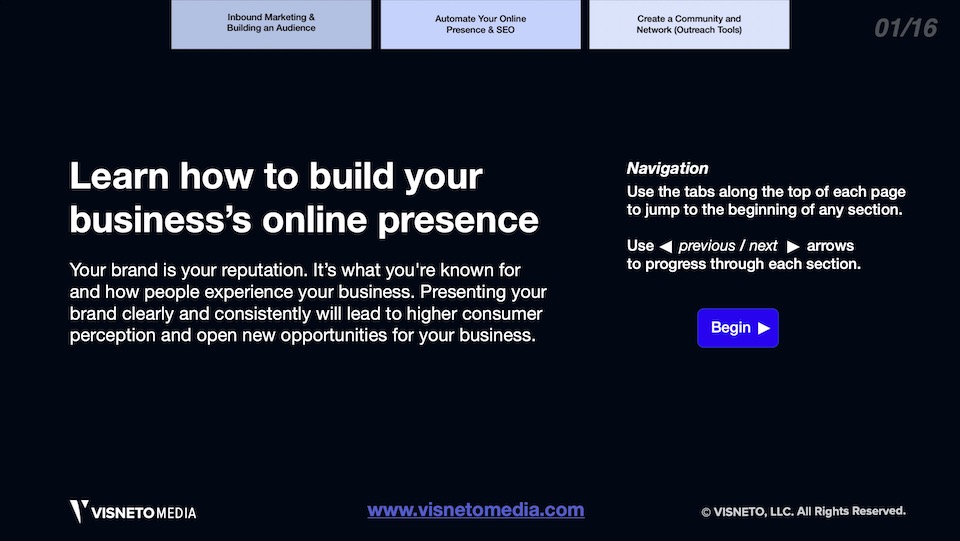 Inbound Marketing &
Building an Audience
Automate Your Online
Presence & SEO
Create a Community and
Network (Outreach Tools)
01/16
Learn how to build your
business’s online presence
Your brand is your reputation. It’s what you're known for
and how people experience your business. Presenting your
brand clearly and consistently will lead to higher consumer
perception and open new opportunities for your business.
Navigation
Use the tabs along the top of each page
to jump to the beginning of any section.
Use ◀ previous / next ▶ arrows
to progress through each section.
Begin ▶
VISNETO MEDIA
www.visnetomedia.com
© VISNETO, LLC. All Rights Reserved.